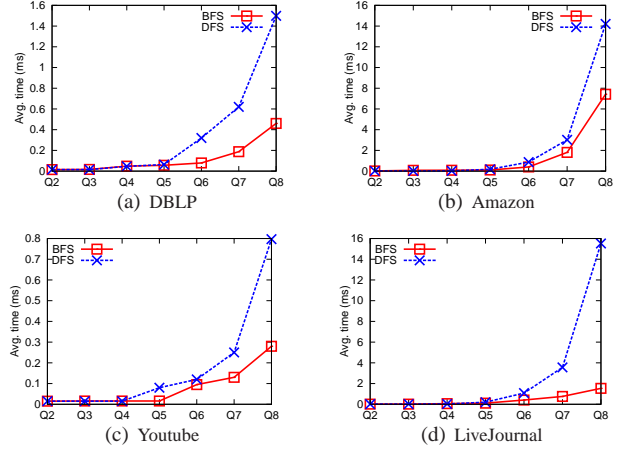 1.6
1.4
1.2
1
0.8
0.6
0.4
0.2
0
Avg. time (ms)
BFS
DFS
Q2 Q3 Q4 Q5 Q6 Q7 Q8
(a) DBLP
16
14
12
10
8
6
4
2
0
Avg. time (ms)
BFS
DFS
Q2 Q3 Q4 Q5 Q6 Q7 Q8
(b) Amazon
0.8
0.7
0.6
0.5
0.4
0.3
0.2
0.1
0
Avg. time (ms)
BFS
DFS
Q2 Q3 Q4 Q5 Q6 Q7 Q8
(c) Youtube
16
14
12
10
8
6
4
2
0
Avg. time (ms)
BFS
DFS
Q2 Q3 Q4 Q5 Q6 Q7 Q8
(d) LiveJournal